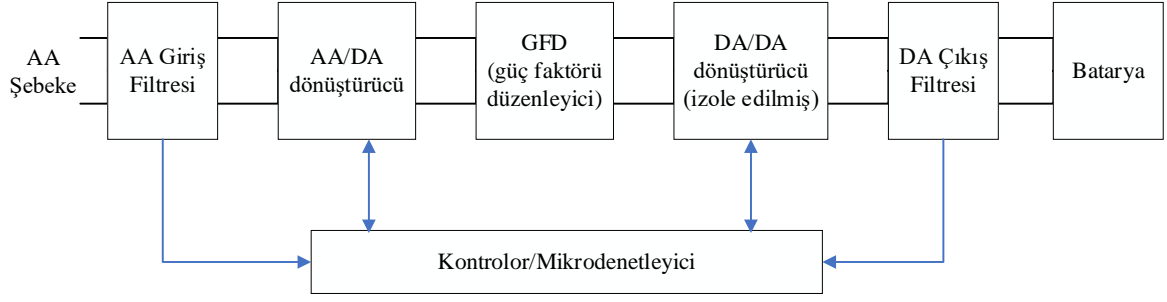 AA
Şebeke
AA Giriş
Filtresi
AA/DA
dönüştürücü
GFD
(güç faktörü
düzenleyici)
DA/DA
dönüştürücü
(izole edilmiş)
DA Çıkış
Filtresi
Batarya
Kontrolor/Mikrodenetleyici